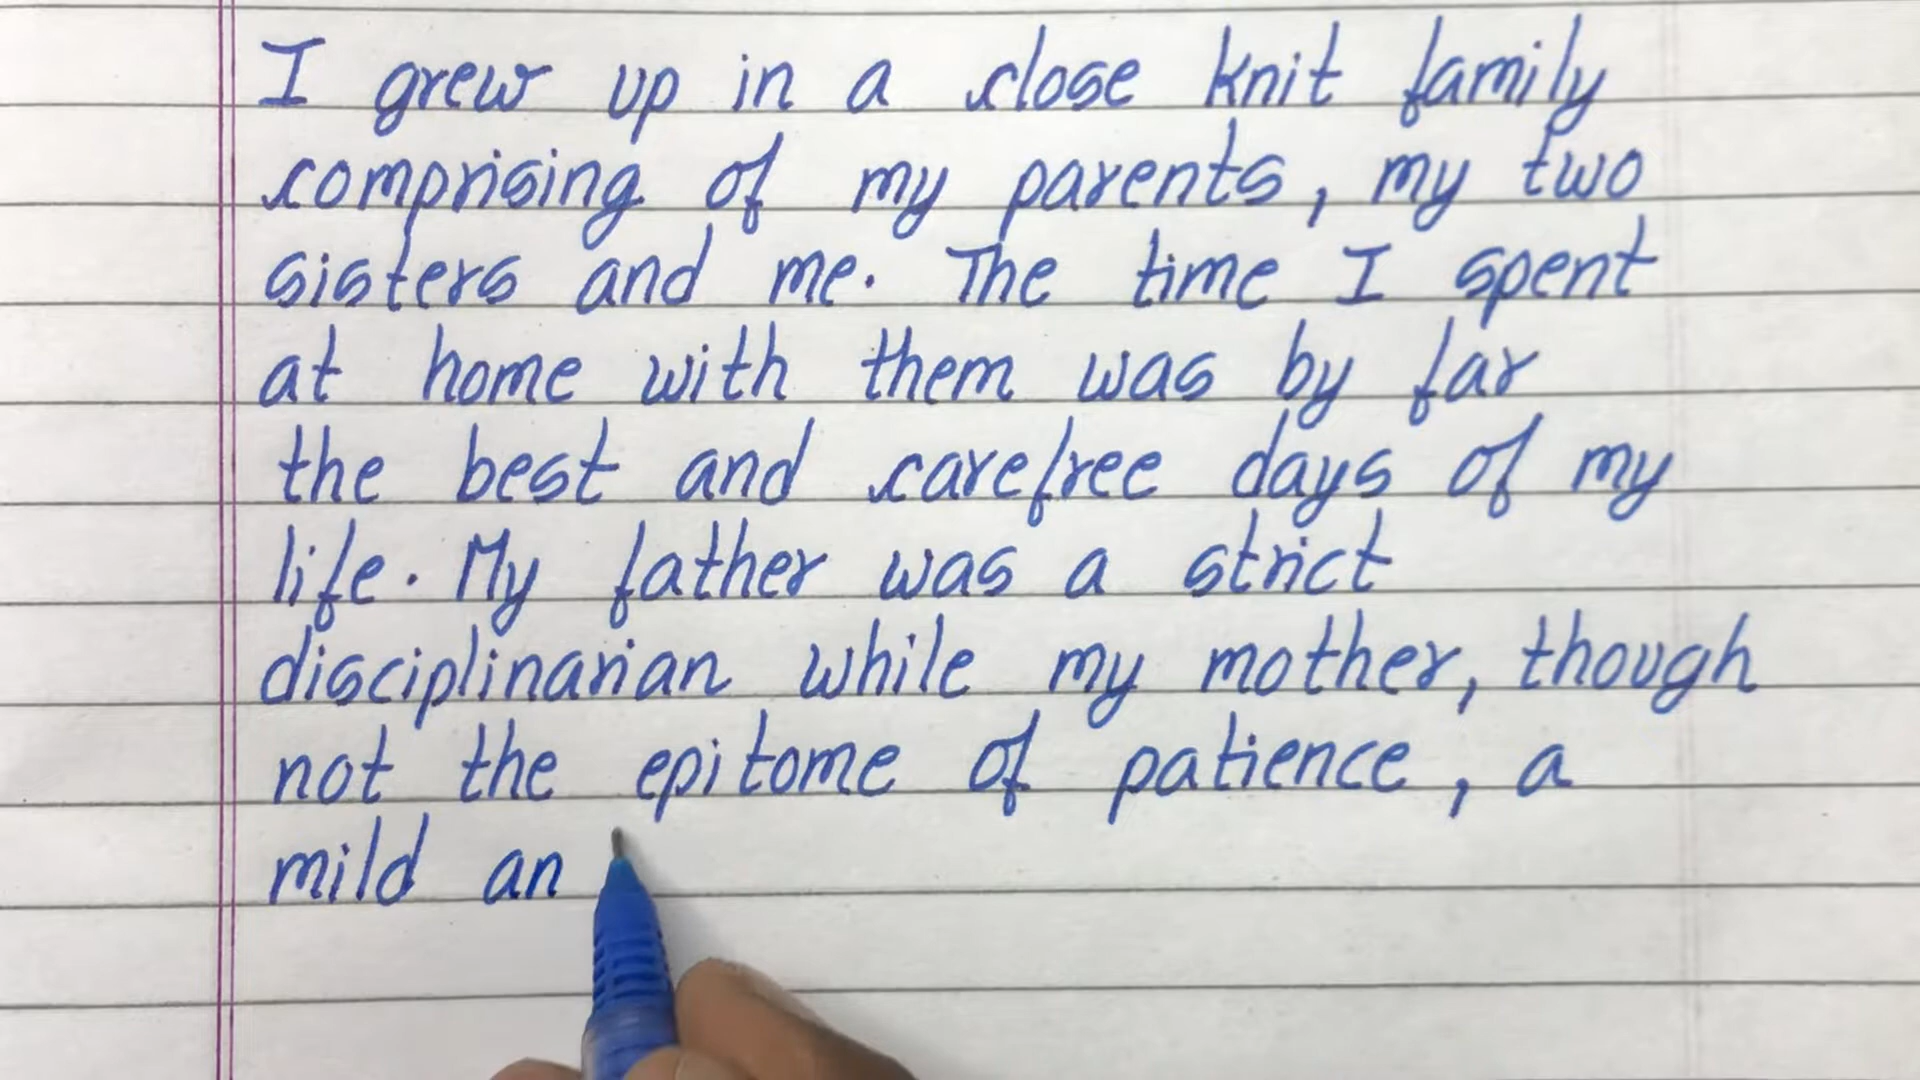 I grew up in a close knit family
comprising of my parents, my two
sisters and me. The time I spent
at home with them was by far
the best and carefree days of my
life. My father was a strict
disciplinarian while my mother, though
not the epitome of patience, a
mild an